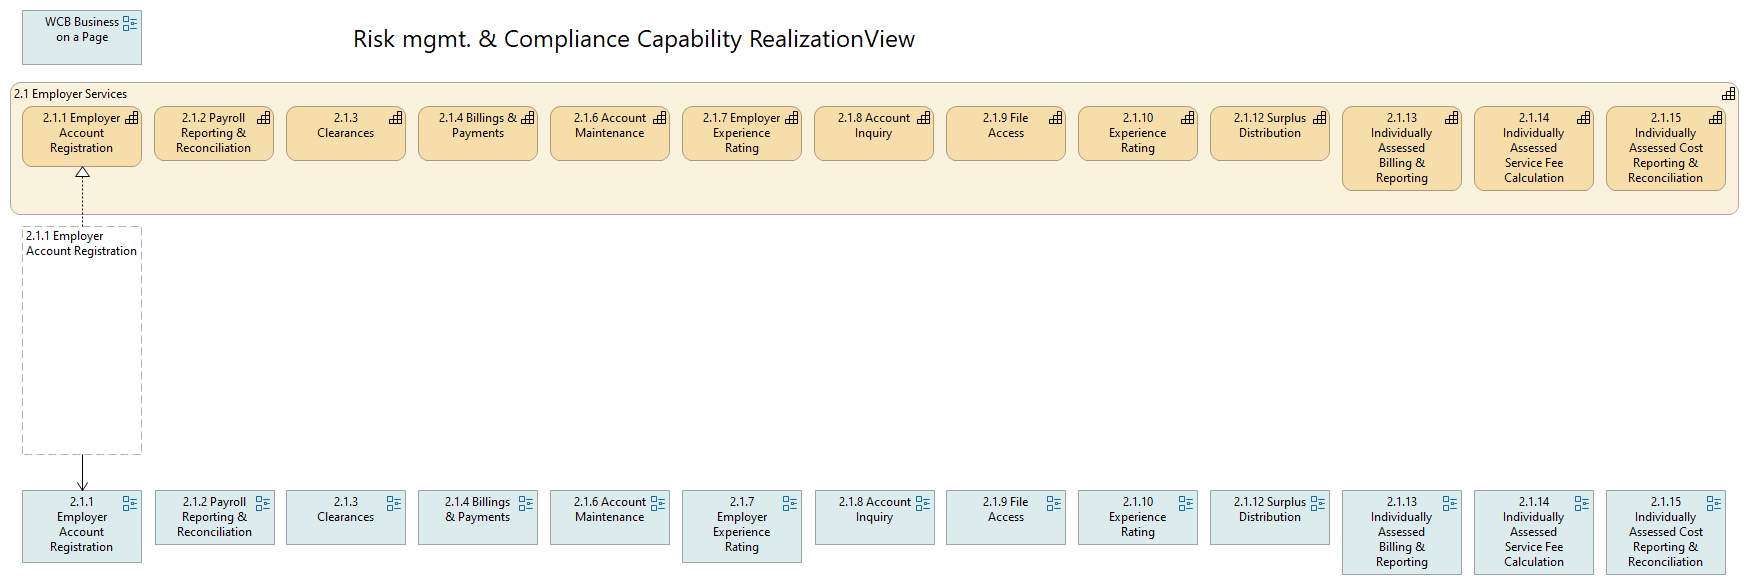 WCB Business
on a Page
Risk mgmt. & Compliance Capability RealizationView
2.1 Employer Services
2.1.1 Employer
Account
Registration
2.1.2 Payroll
Reporting &
Reconciliation
2.1.3
Clearances
2.1.4 Billings &
Payments
2.1.6 Account
Maintenance
2.1.7 Employer
Experience
Rating
2.1.8 Account
Inquiry
2.1.9 File
Access
2.1.10
Experience
Rating
2.1.12 Surplus
Distribution
2.1.13
Individually
Assessed
Billing &
Reporting
2.1.14
Individually
Assessed
Service Fee
Calculation
2.1.15
Individually
Assessed Cost
Reporting &
Reconciliation
2.1.1 Employer
Account Registration
2.1.1
Employer
Account
Registration
2.1.2 Payroll
Reporting &
Reconciliation
2.1.3
Clearances
2.1.4 Billings
& Payments
2.1.6 Account
Maintenance
2.1.7
Employer
Experience
Rating
2.1.8 Account
Inquiry
2.1.9 File
Access
2.1.10
Experience
Rating
2.1.12 Surplus
Distribution
2.1.13
Individually
Assessed
Billing &
Reporting
2.1.14
Individually
Assessed
Service Fee
Calculation
2.1.15
Individually
Assessed Cost
Reporting &
Reconciliation